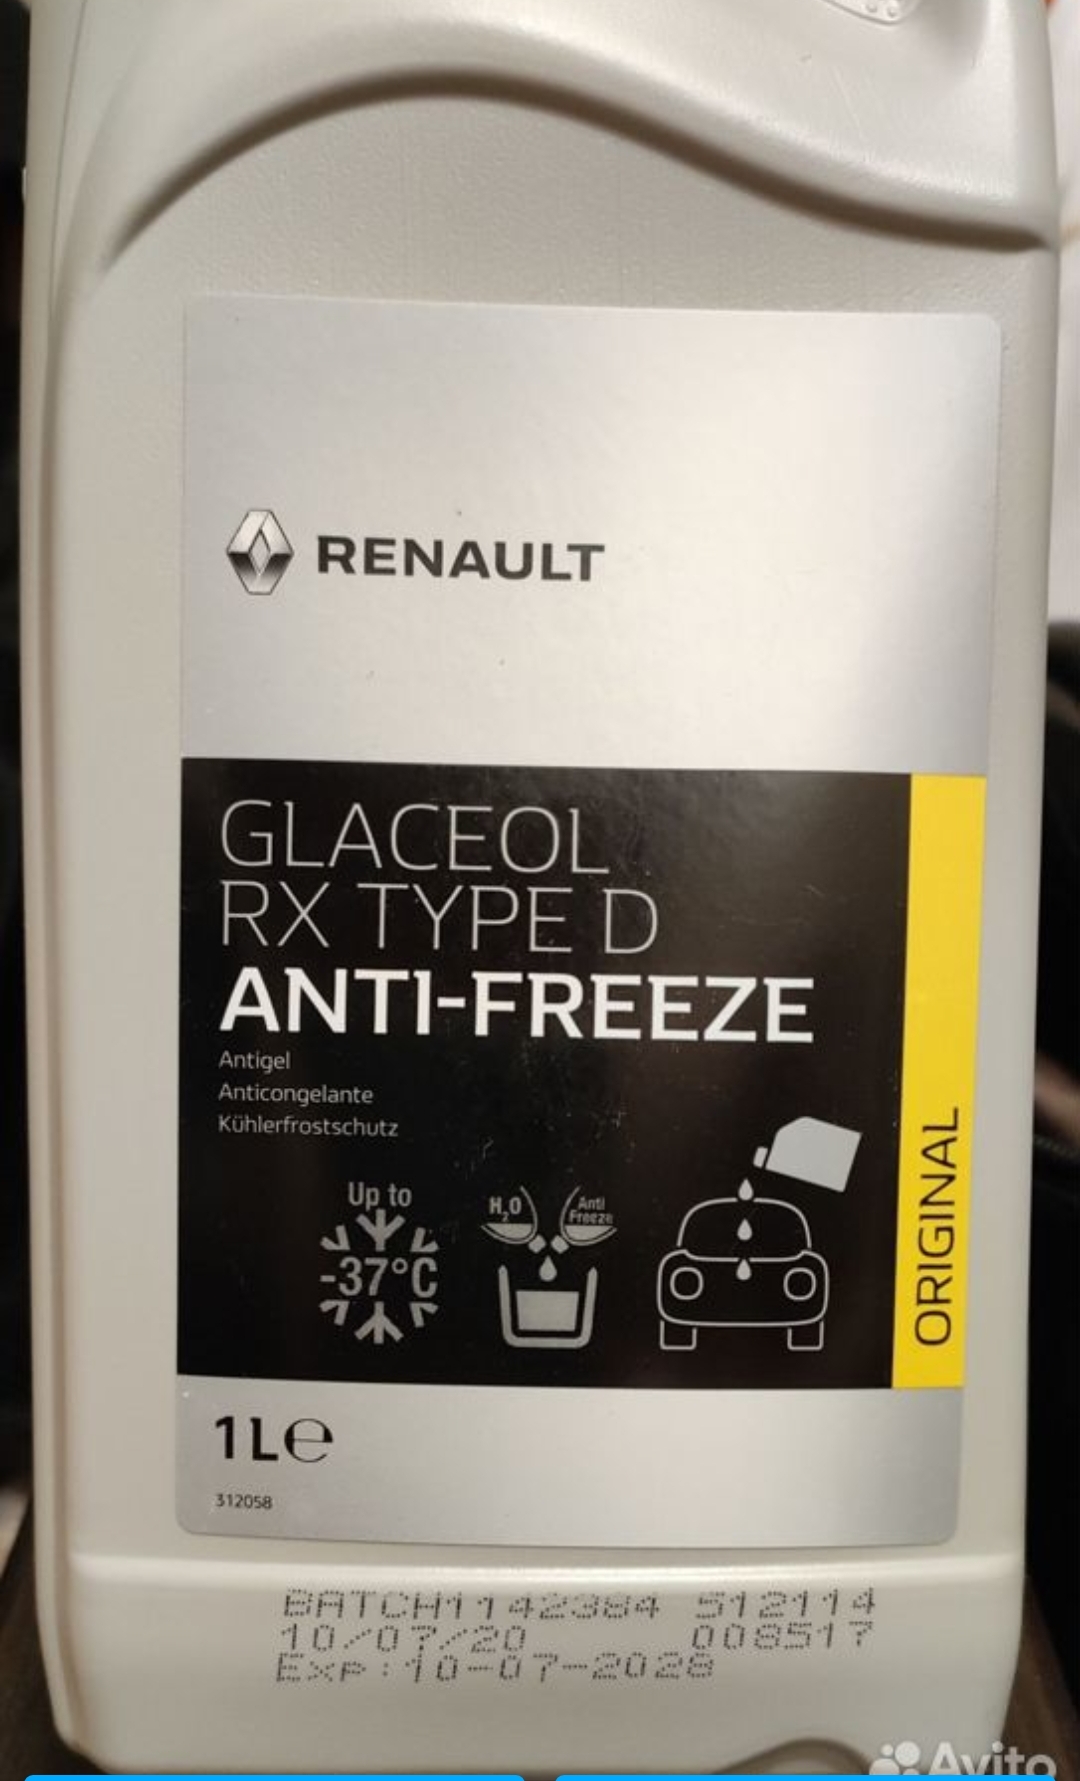 RENAULT
GLACEOL
RX TYPE D
ANTI-FREEZE
Antigel
Anticongelante
Kühlerfrostschutz
Up to
-37°C
H2O
Anti
Freeze
ORIGINAL
1L℮
312058
BATCH1142384 512114
10/07/20 008517
Exp:10-07-2028
Avito